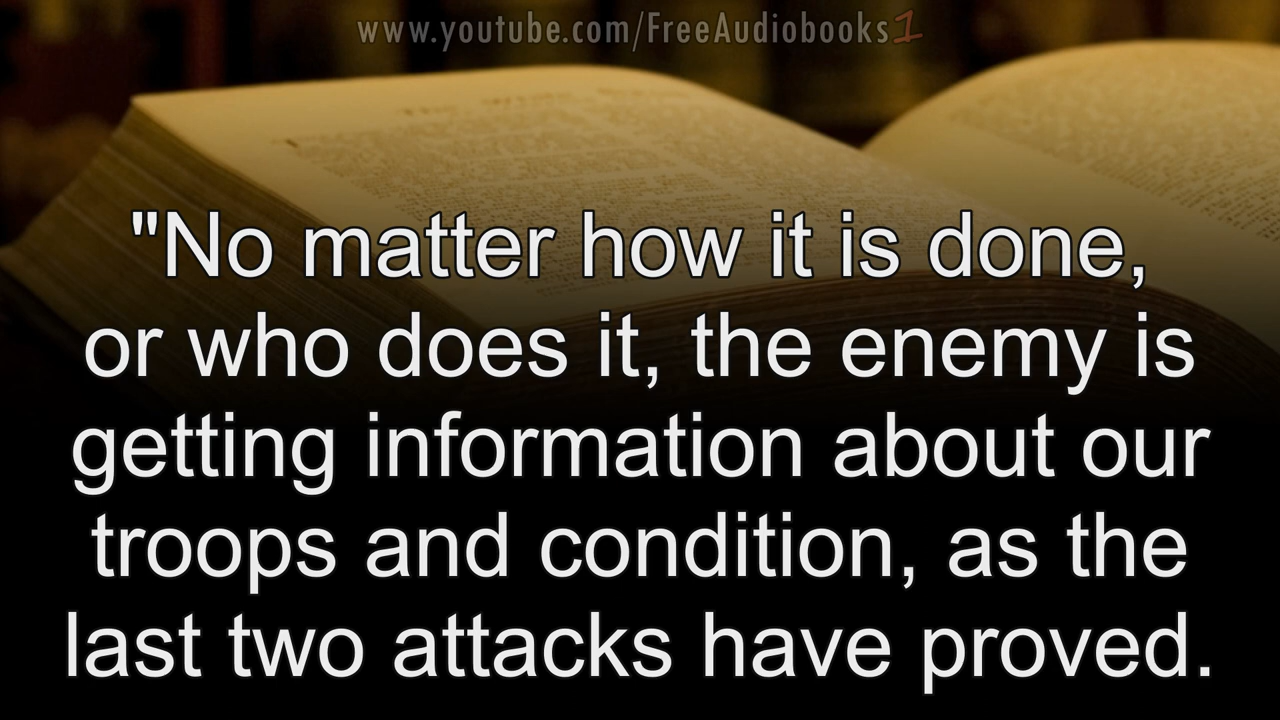 www.youtube.com/FreeAudiobooks1
"No matter how it is done,
or who does it, the enemy is
getting information about our
troops and condition, as the
last two attacks have proved.